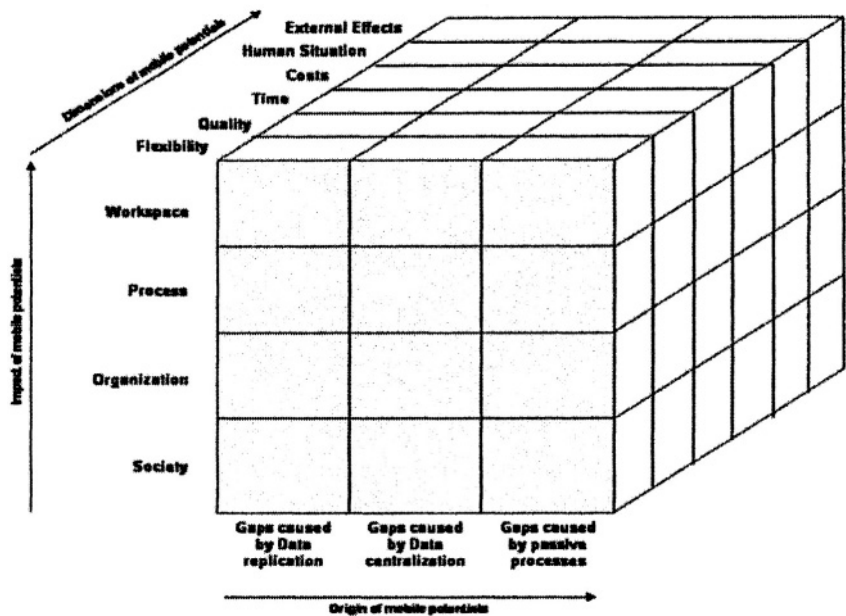 External Effects
Human Situation
Costs
Time
Quality
Flexibility
Dimensions of mobile potentials
Workspace
Process
Organization
Society
Impact of mobile potentials
Gaps caused
by Data
replication
Gaps caused
by Data
centralization
Gaps caused
by passive
processes
Origin of mobile potentials